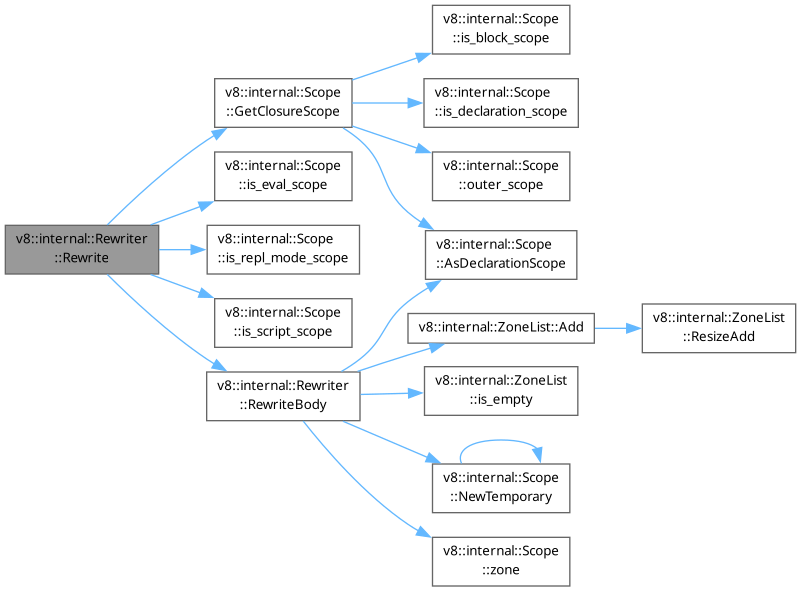 v8::internal::Rewriter
::Rewrite
v8::internal::Scope
::GetClosureScope
v8::internal::Scope
::is_eval_scope
v8::internal::Scope
::is_repl_mode_scope
v8::internal::Scope
::is_script_scope
v8::internal::Rewriter
::RewriteBody
v8::internal::Scope
::is_block_scope
v8::internal::Scope
::is_declaration_scope
v8::internal::Scope
::outer_scope
v8::internal::Scope
::AsDeclarationScope
v8::internal::ZoneList::Add
v8::internal::ZoneList
::is_empty
v8::internal::Scope
::NewTemporary
v8::internal::Scope
::zone
v8::internal::ZoneList
::ResizeAdd